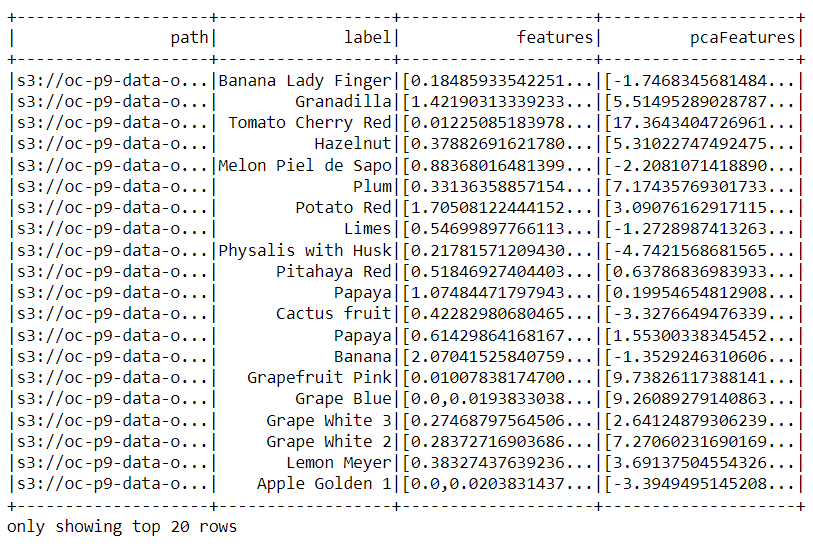 +--------------------+--------------------+--------------------+--------------------+
|                path|               label|            features|         pcaFeatures|
+--------------------+--------------------+--------------------+--------------------+
|s3://oc-p9-data-o...|Banana Lady Finger|[0.18485933542251...|[-1.7468345681484...|
|s3://oc-p9-data-o...|        Granadilla|[1.42190313339233...|[5.51495289028787...|
|s3://oc-p9-data-o...| Tomato Cherry Red|[0.01225085183978...|[17.3643404726961...|
|s3://oc-p9-data-o...|          Hazelnut|[0.37882691621780...|[5.31022747492475...|
|s3://oc-p9-data-o...|Melon Piel de Sapo|[0.88368016481399...|[-2.2081071418890...|
|s3://oc-p9-data-o...|              Plum|[0.33136358857154...|[7.17435769301733...|
|s3://oc-p9-data-o...|        Potato Red|[1.70508122444152...|[3.09076162917115...|
|s3://oc-p9-data-o...|             Limes|[0.54699897766113...|[-1.2728987413263...|
|s3://oc-p9-data-o...|Physalis with Husk|[0.21781571209430...|[-4.7421568681565...|
|s3://oc-p9-data-o...|      Pitahaya Red|[0.51846927404403...|[0.63786836983933...|
|s3://oc-p9-data-o...|            Papaya|[1.07484471797943...|[0.19954654812908...|
|s3://oc-p9-data-o...|      Cactus fruit|[0.42282980680465...|[-3.3276649476339...|
|s3://oc-p9-data-o...|            Papaya|[0.61429864168167...|[1.55300338345452...|
|s3://oc-p9-data-o...|            Banana|[2.07041525840759...|[-1.3529246310606...|
|s3://oc-p9-data-o...|   Grapefruit Pink|[0.01007838174700...|[9.73826117388141...|
|s3://oc-p9-data-o...|        Grape Blue|[0.0,0.0193833038...|[9.26089279140863...|
|s3://oc-p9-data-o...|     Grape White 3|[0.27468797564506...|[2.64124879306239...|
|s3://oc-p9-data-o...|     Grape White 2|[0.28372716903686...|[7.27060231690169...|
|s3://oc-p9-data-o...|       Lemon Meyer|[0.38327437639236...|[3.69137504554326...|
|s3://oc-p9-data-o...|    Apple Golden 1|[0.0,0.0203831437...|[-3.3949495145208...|
+--------------------+--------------------+--------------------+--------------------+
only showing top 20 rows